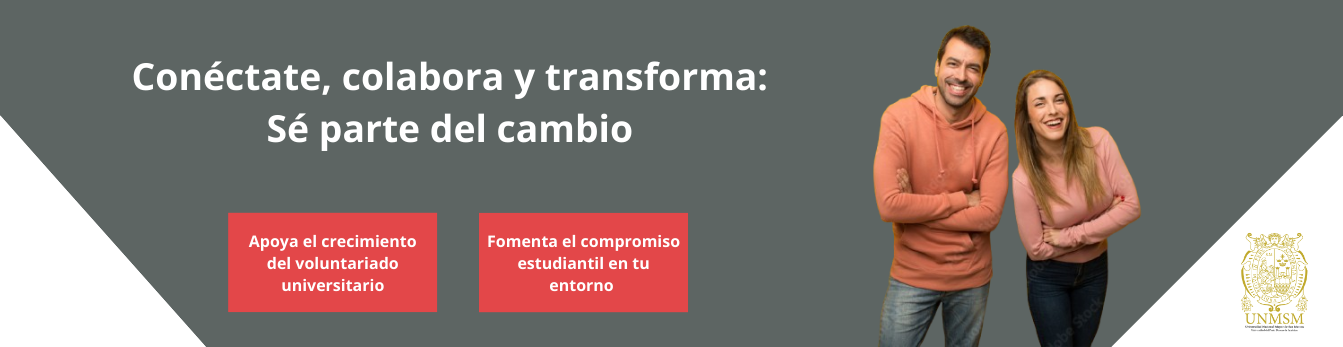 Conéctate, colabora y transforma:
Sé parte del cambio
Apoya el crecimiento
del voluntariado
universitario
Fomenta el compromiso
estudiantil en tu
entorno
UNMSM